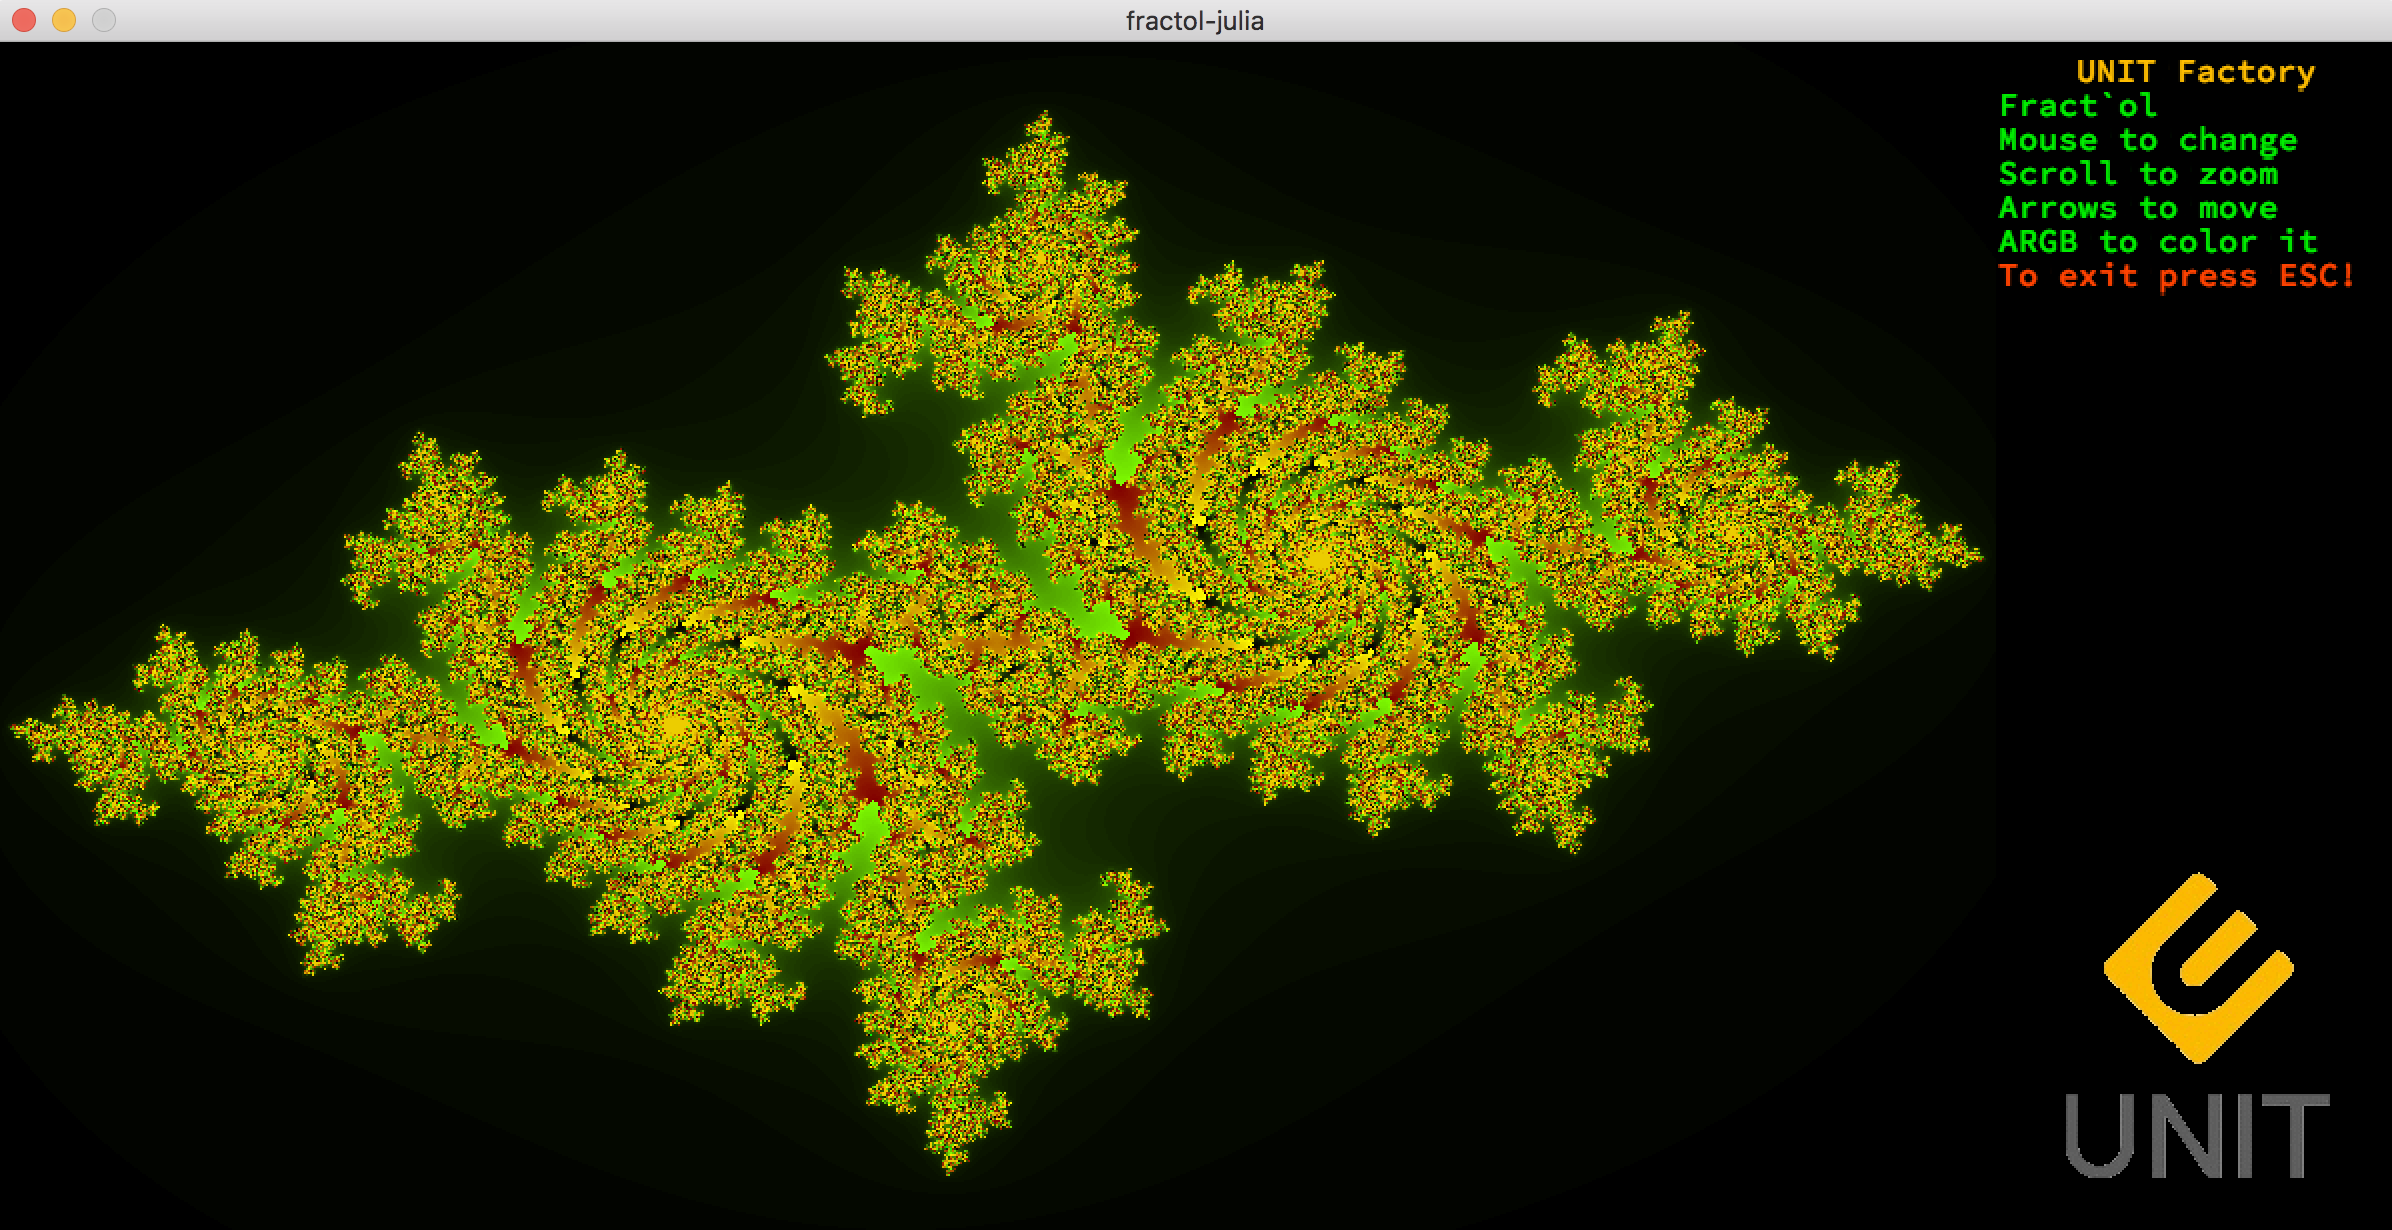 fractol-julia
UNIT Factory
Fract`ol
Mouse to change
Scroll to zoom
Arrows to move
ARGB to color it
To exit press ESC!
UNIT